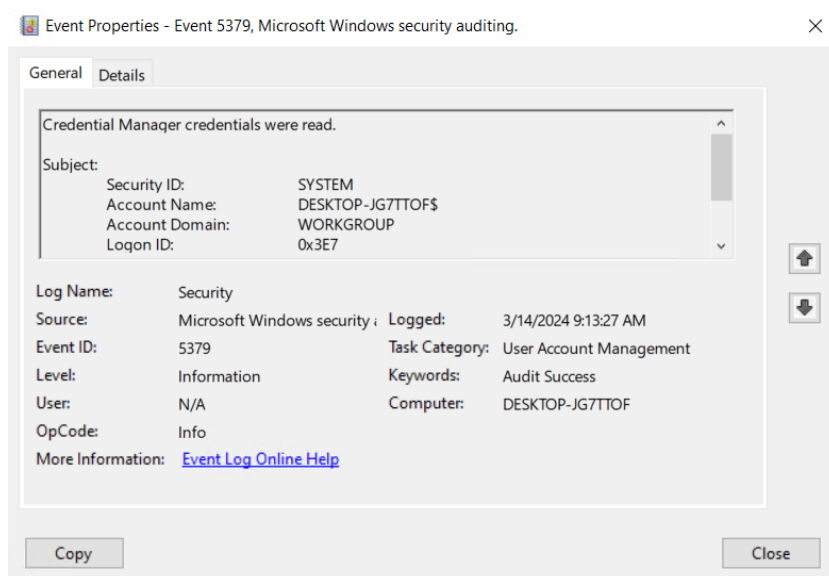 Event Properties - Event 5379, Microsoft Windows security auditing.
General Details
Credential Manager credentials were read.
Subject:
Security ID: SYSTEM
Account Name: DESKTOP-JG7TTOF$
Account Domain: WORKGROUP
Logon ID: 0x3E7
Log Name: Security
Source: Microsoft Windows security Logged: 3/14/2024 9:13:27 AM
Event ID: 5379 Task Category: User Account Management
Level: Information Keywords: Audit Success
User: N/A Computer: DESKTOP-JG7TTOF
OpCode: Info
More Information: Event Log Online Help
Copy Close